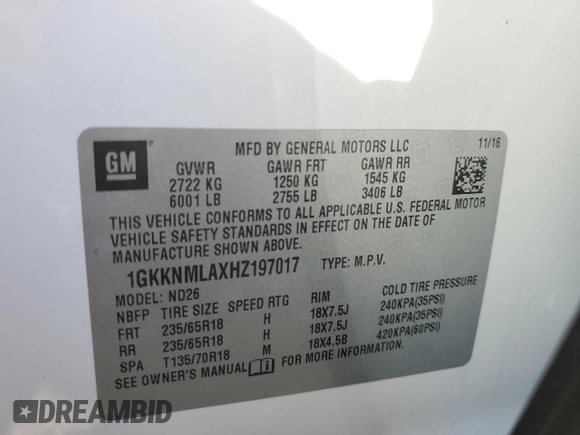 GM
MFD BY GENERAL MOTORS LLC
11/16
GVWR GAWR FRT GAWR RR
2722 KG 1250 KG 1545 KG
6001 LB 2755 LB 3406 LB
THIS VEHICLE CONFORMS TO ALL APPLICABLE U.S. FEDERAL MOTOR
VEHICLE SAFETY STANDARDS IN EFFECT ON THE DATE OF
MANUFACTURE SHOWN ABOVE.
1GKKNMLAXHZ197017 TYPE: M.P.V.
MODEL: ND26
NBFP TIRE SIZE SPEED RTG RIM COLD TIRE PRESSURE
FRT 235/65R18 H 18X7.5J 240KPA(35PSI)
RR 235/65R18 H 18X7.5J 240KPA(35PSI)
SPA T135/70R18 M 18X4.5B 420KPA(60PSI)
SEE OWNER'S MANUAL
DREAMBID